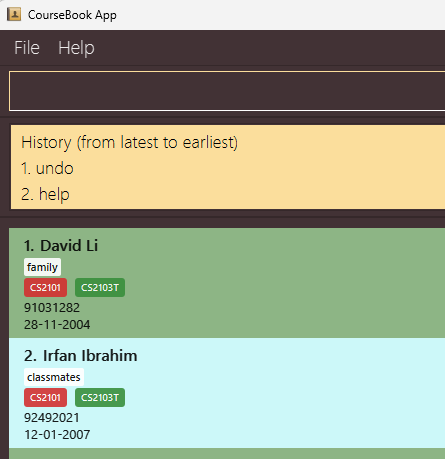 CourseBook App
File Help
History (from latest to earliest)
1. undo
2. help
1. David Li
family
CS2101 CS2103T
91031282
28-11-2004
2. Irfan Ibrahim
classmates
CS2101 CS2103T
92492021
12-01-2007